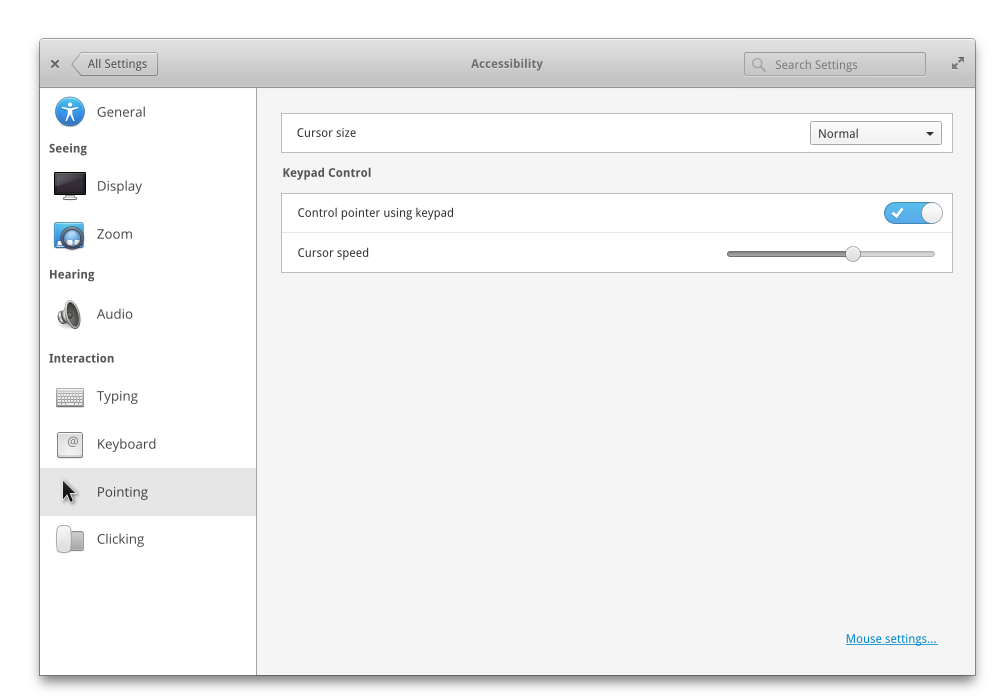 All Settings
Accessibility
Search Settings
General
Seeing
Display
Zoom
Hearing
Audio
Interaction
Typing
@
Keyboard
Pointing
Clicking
Cursor size
Normal
Keypad Control
Control pointer using keypad
Cursor speed
Mouse settings...